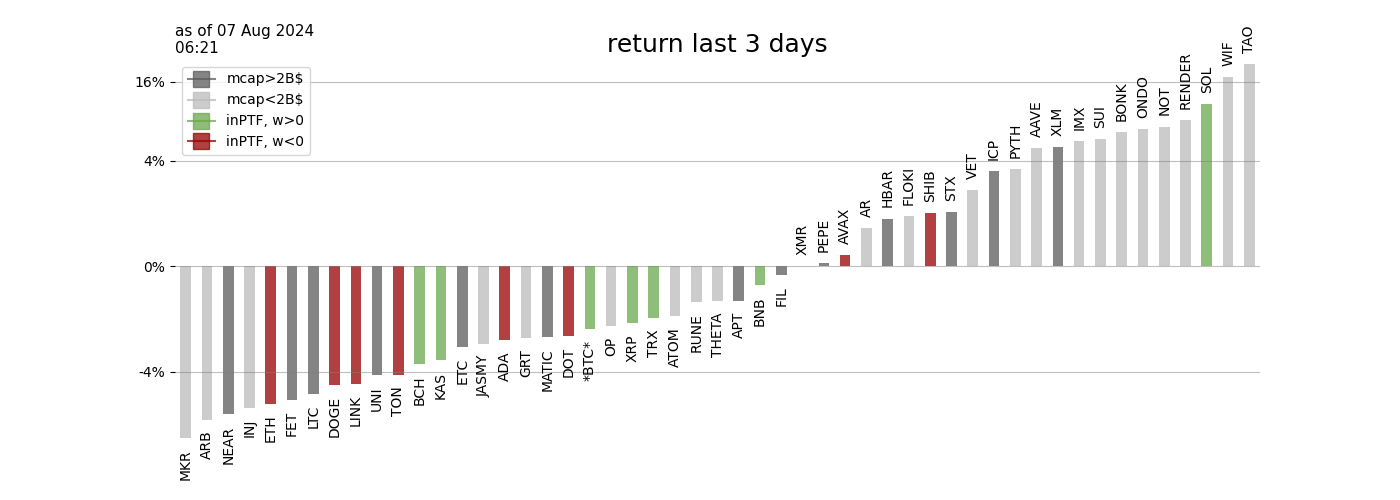 as of 07 Aug 2024
06:21
return last 3 days
mcap>2B$
mcap<2B$
inPTF, w>0
inPTF, w<0
16%
4%
0%
-4%
MKR
ARB
NEAR
INJ
ETH
FET
LTC
DOGE
LINK
UNI
TON
BCH
KAS
ETC
JASMY
ADA
GRT
MATIC
DOT
*BTC*
OP
XRP
TRX
ATOM
RUNE
THETA
APT
BNB
FIL
XMR
PEPE
AVAX
AR
HBAR
FLOKI
SHIB
STX
VET
ICP
PYTH
AAVE
XLM
IMX
SUI
BONK
ONDO
NOT
RENDER
SOL
WIF
TAO